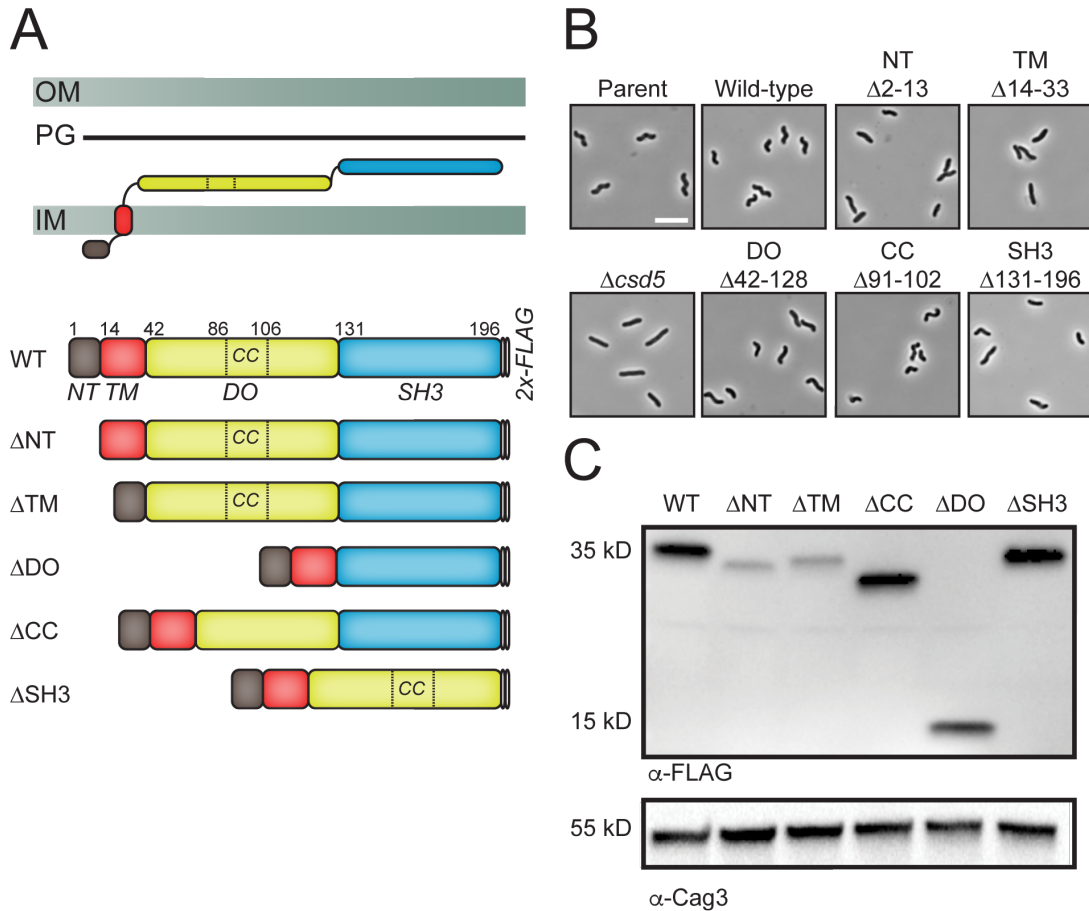 A
OM
PG
IM
1 14 42 86 106 131 196
WT CC 2x-FLAG
NT TM DO SH3
ΔNT CC
ΔTM CC
ΔDO
ΔCC
ΔSH3 CC
B
Parent Wild-type NT Δ2-13 TM Δ14-33
Δcsd5 DO Δ42-128 CC Δ91-102 SH3 Δ131-196
C
WT ΔNT ΔTM ΔCC ΔDO ΔSH3
35 kD
15 kD
α-FLAG
55 kD
α-Cag3